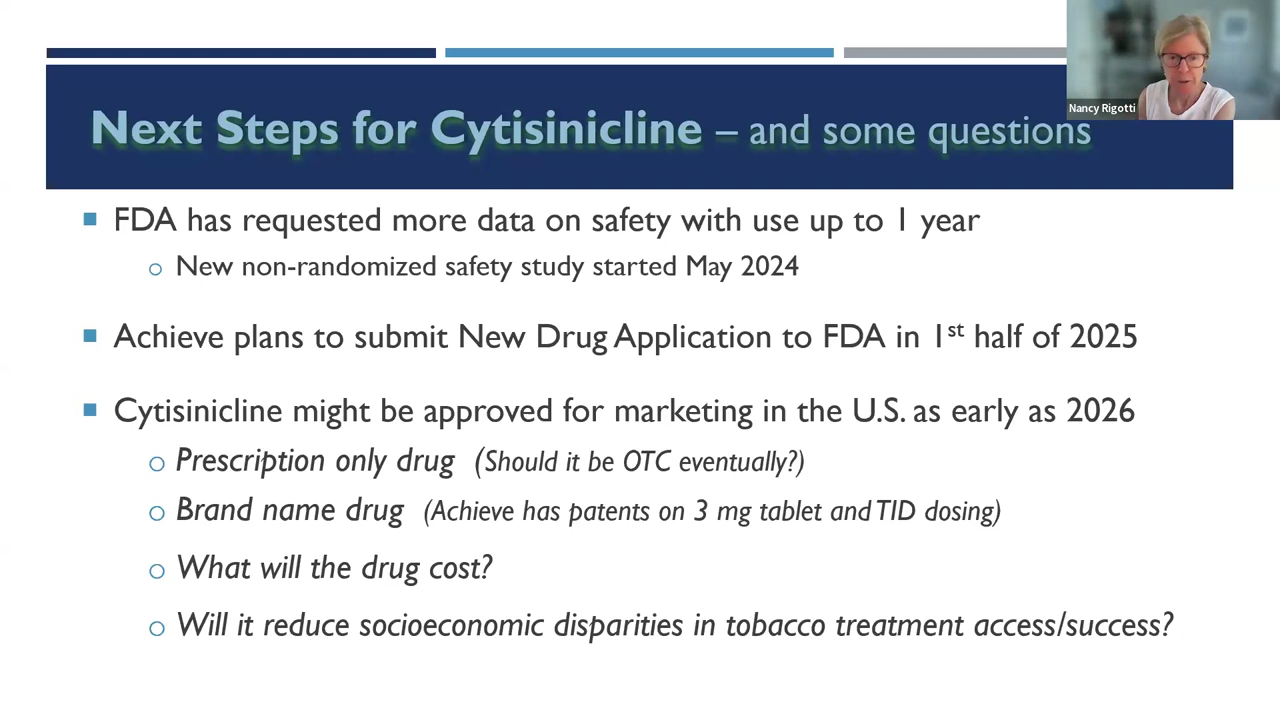 Nancy Rigotti
Next Steps for Cytisinicline – and some questions
FDA has requested more data on safety with use up to 1 year
New non-randomized safety study started May 2024
Achieve plans to submit New Drug Application to FDA in 1st half of 2025
Cytisinicline might be approved for marketing in the U.S. as early as 2026
Prescription only drug (Should it be OTC eventually?)
Brand name drug (Achieve has patents on 3 mg tablet and TID dosing)
What will the drug cost?
Will it reduce socioeconomic disparities in tobacco treatment access/success?